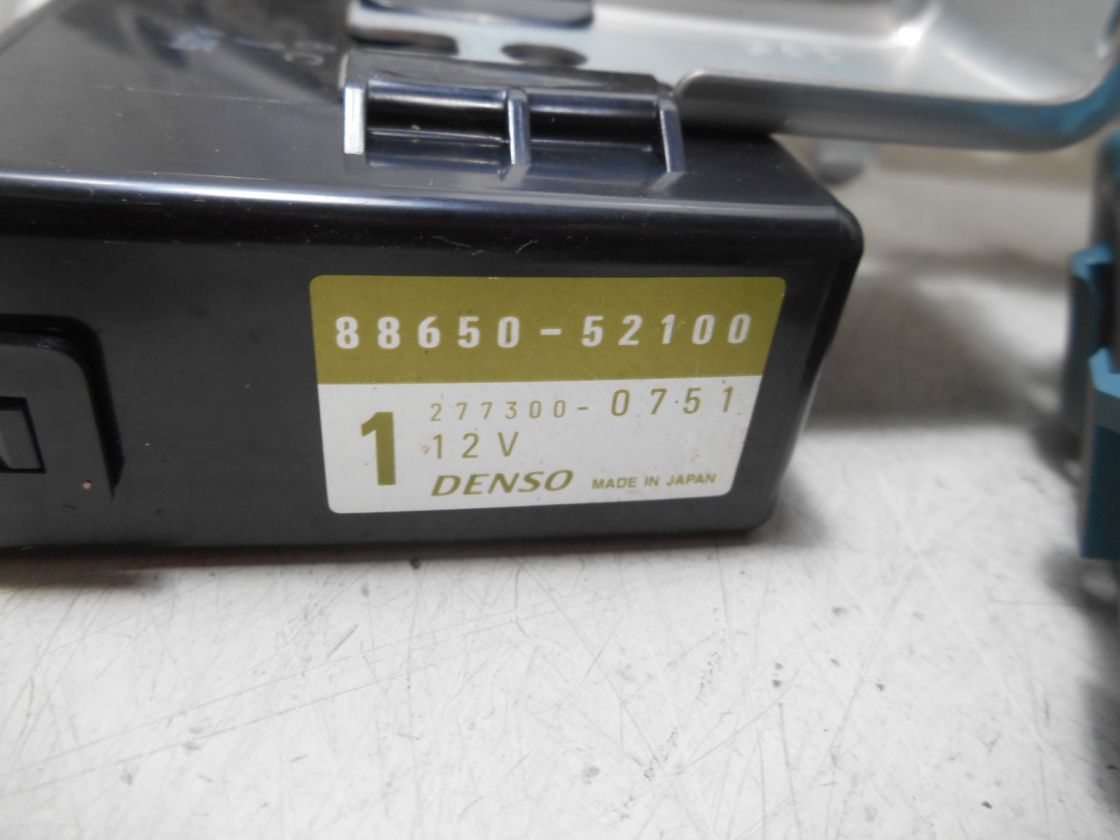 88650-52100
1
277300-0751
12V
DENSO MADE IN JAPAN